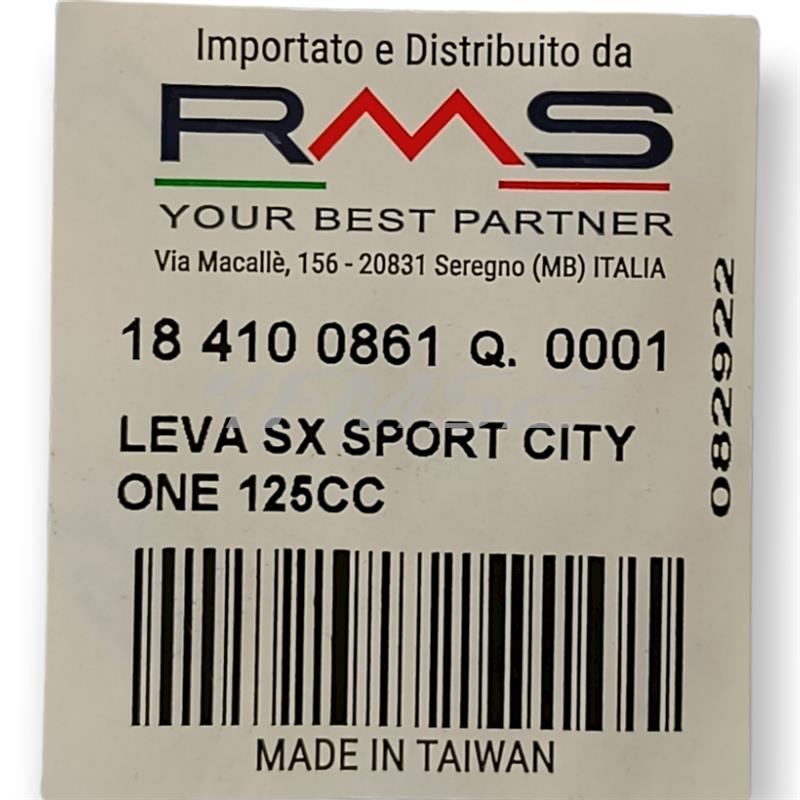 Importato e Distribuito da
RMS
YOUR BEST PARTNER
Via Macallè, 156 - 20831 Seregno (MB) ITALIA
18 410 0861 Q. 0001
LEVA SX SPORT CITY
ONE 125CC
MADE IN TAIWAN
082922